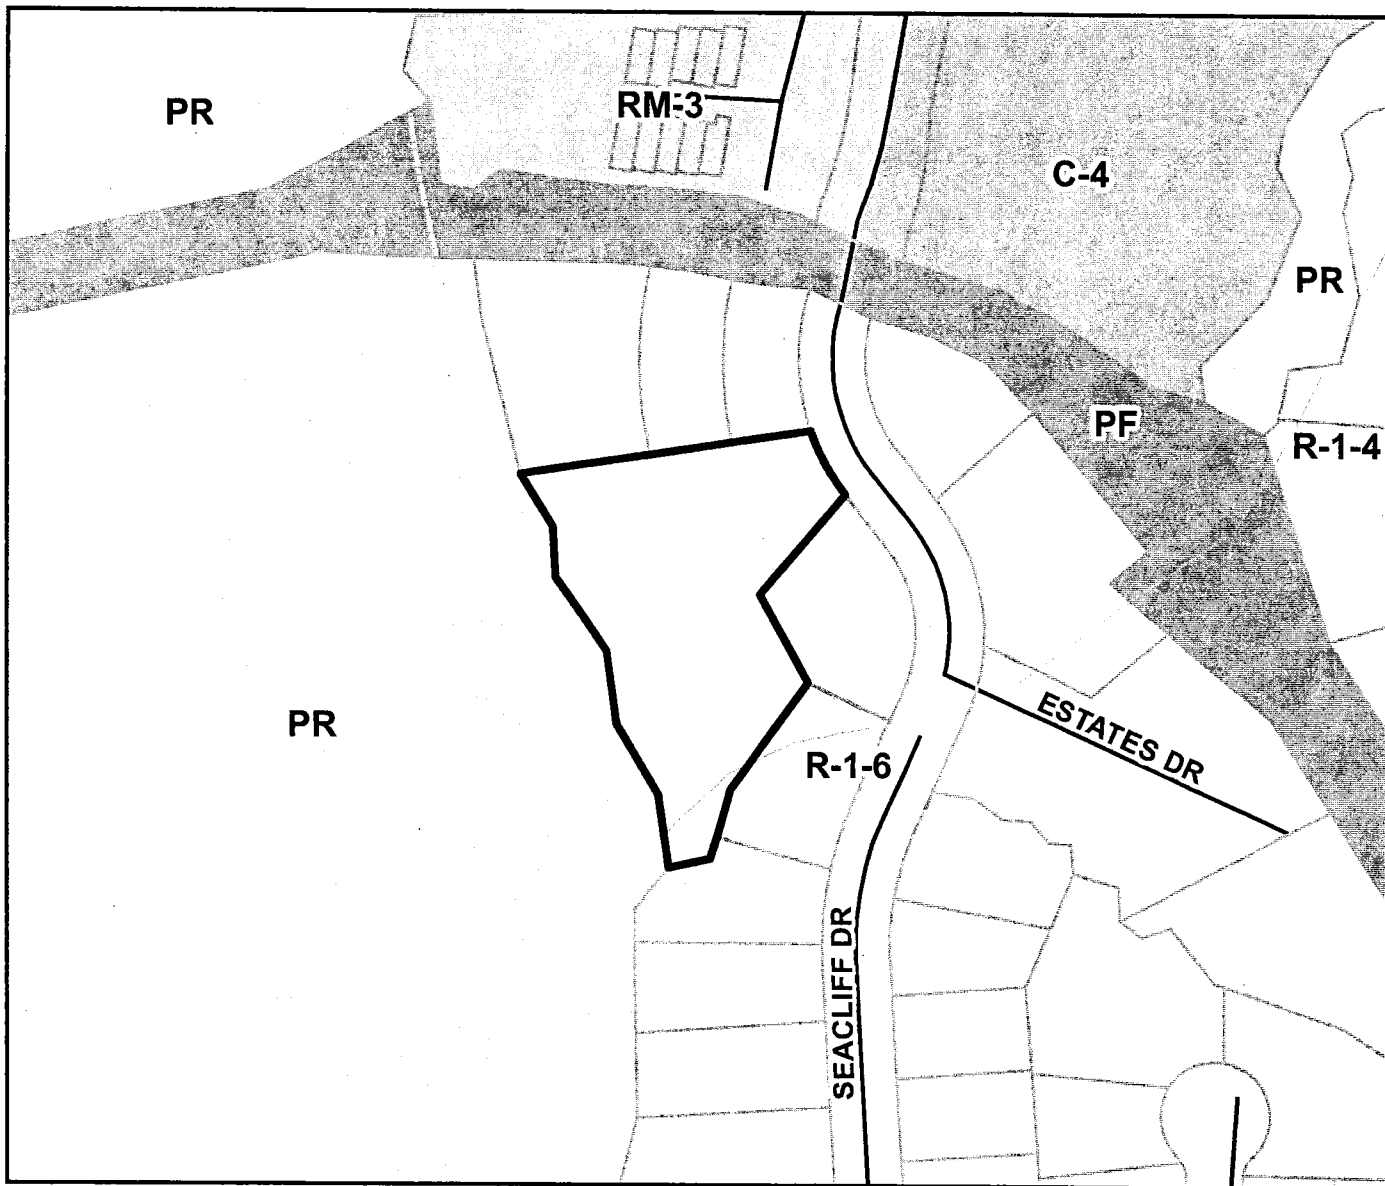 PR
RM-3
C-4
PR
PF
R-1-4
PR
ESTATES DR
R-1-6
SEACLIFF DR